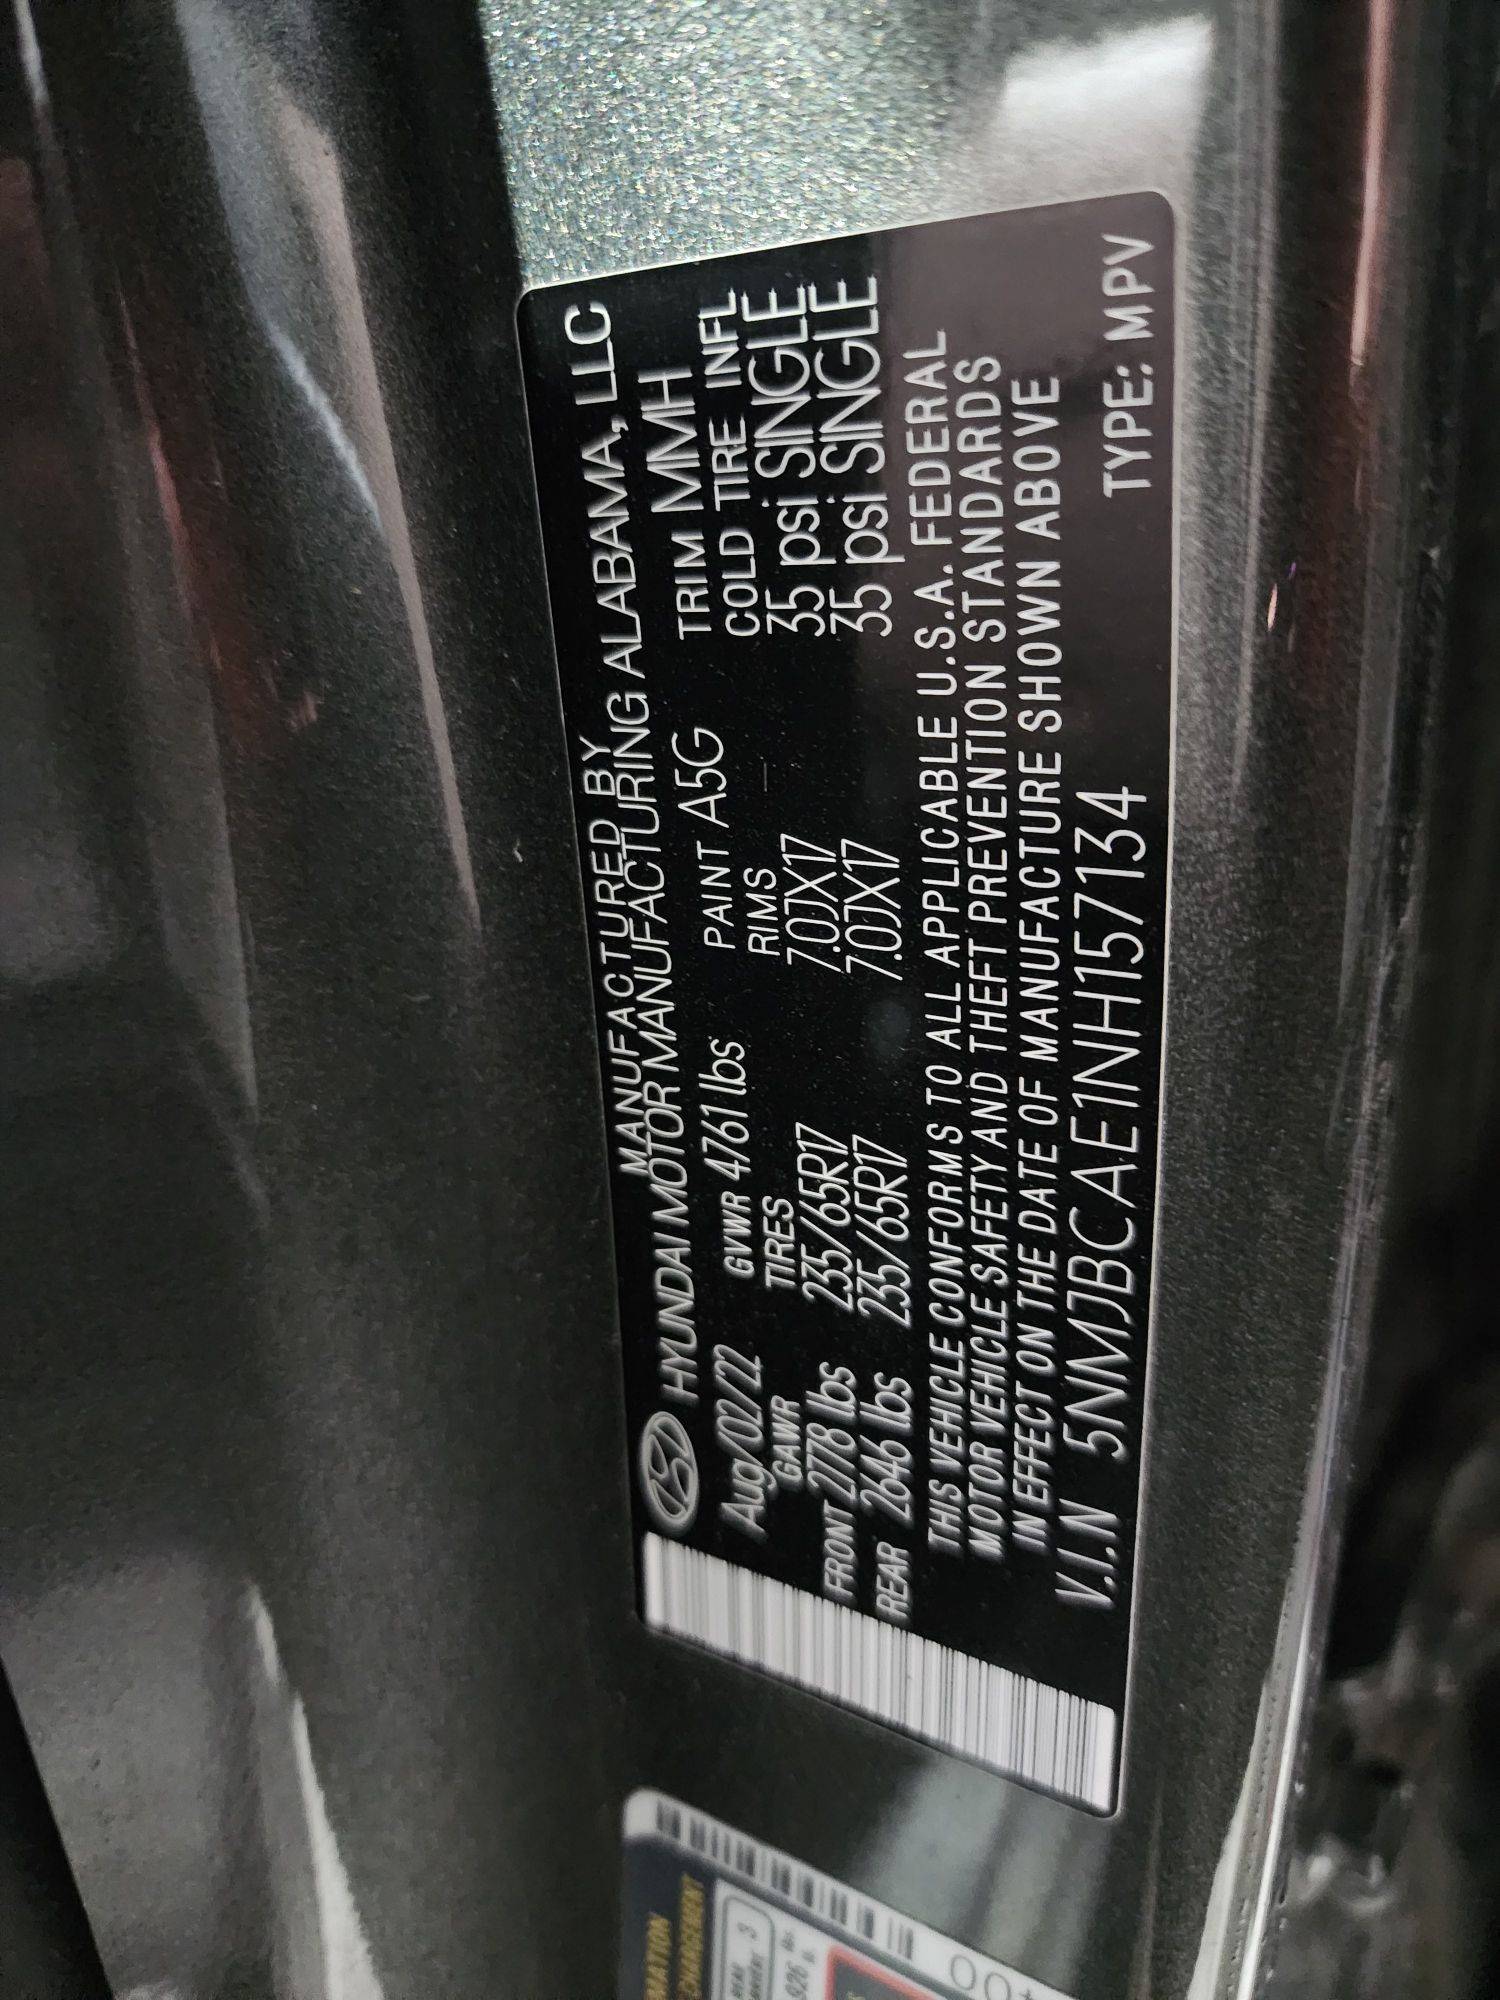 MANUFACTURED BY
HYUNDAI MOTOR MANUFACTURING ALABAMA, LLC
Aug/02/22 GVWR 4761 lbs PAINT A5G TRIM MMH
GAWR TIRES RIMS COLD TIRE INFL
FRONT 2778 lbs 235/65R17 7.0JX17 35 psi SINGLE
REAR 2646 lbs 235/65R17 7.0JX17 35 psi SINGLE
THIS VEHICLE CONFORMS TO ALL APPLICABLE U.S.A. FEDERAL
MOTOR VEHICLE SAFETY AND THEFT PREVENTION STANDARDS
IN EFFECT ON THE DATE OF MANUFACTURE SHOWN ABOVE
V.I.N 5NMJBCAE1NH157134 TYPE: MPV
3
926